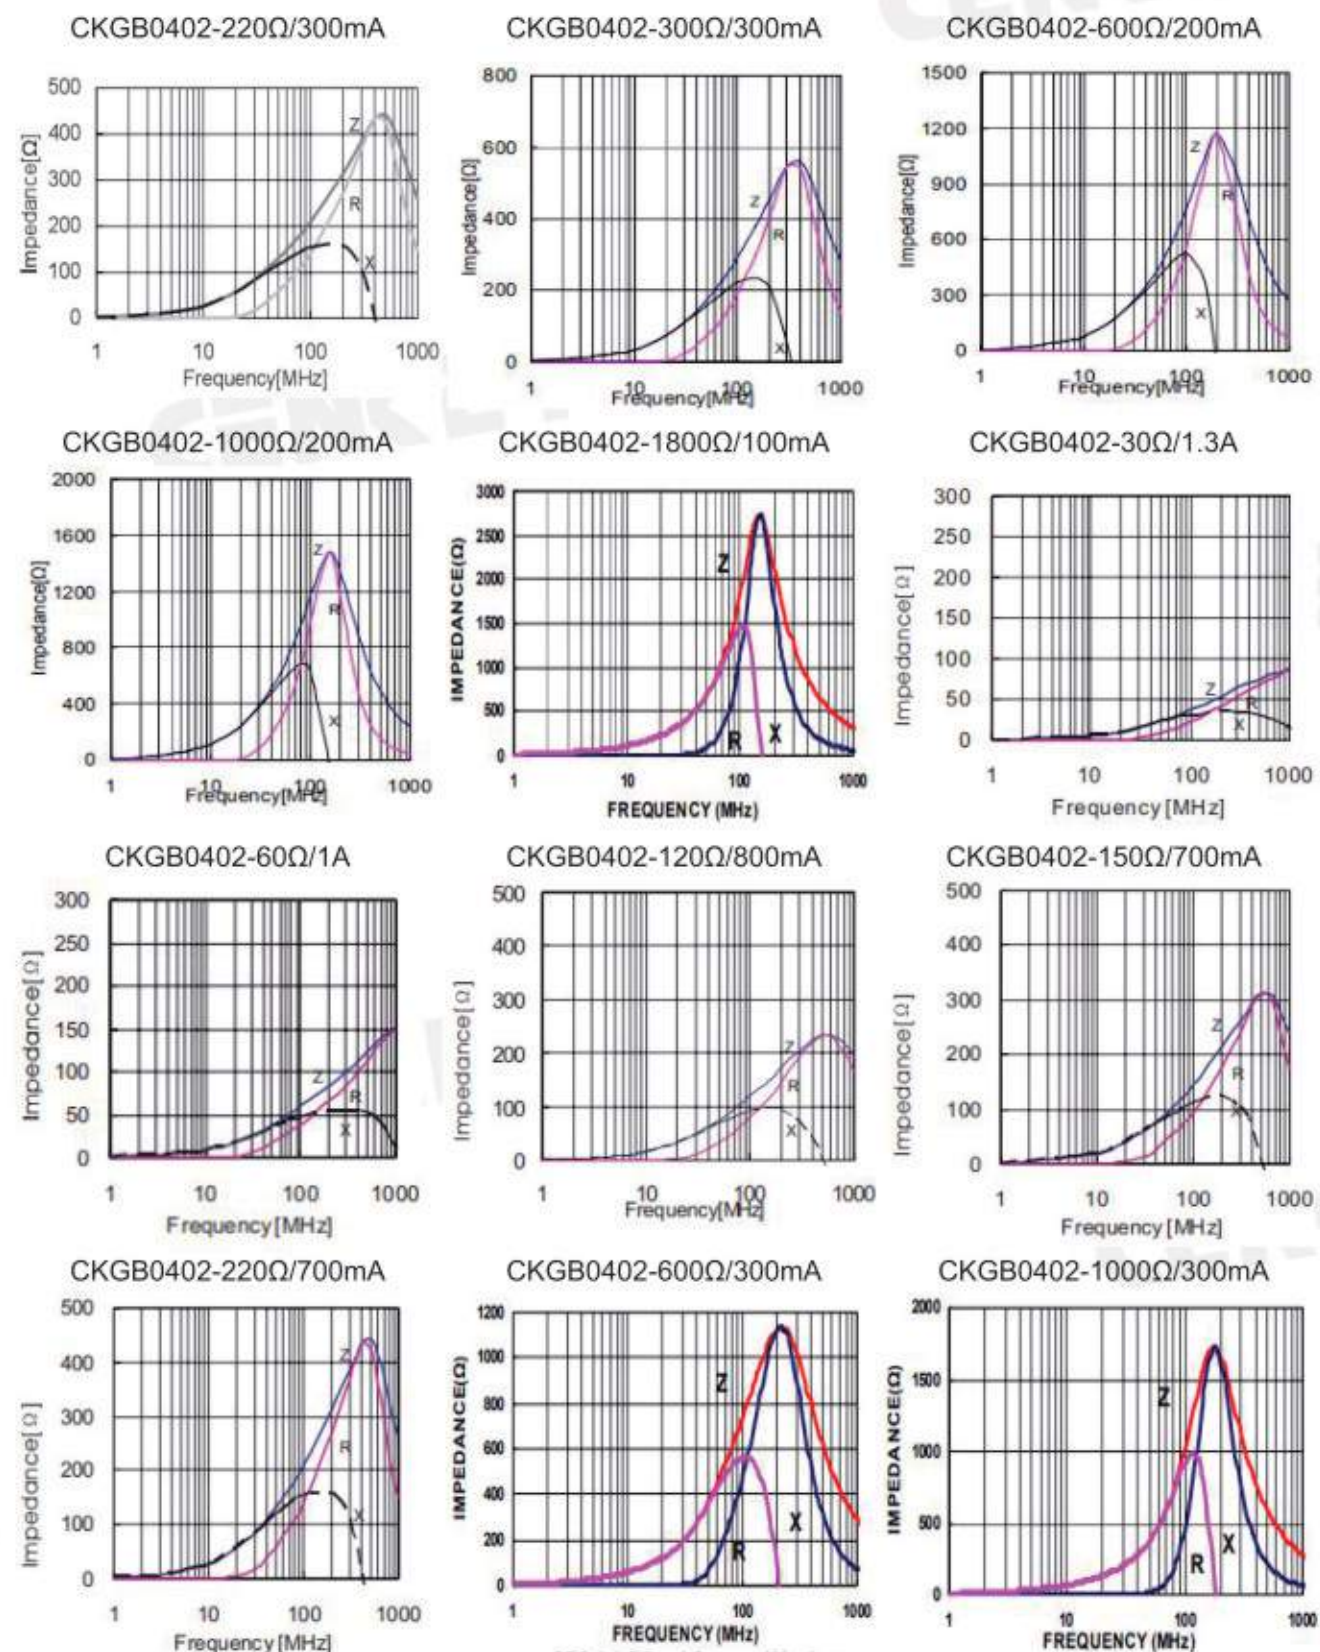 CKGB0402-220Ω/300mA
Impedance[Ω]
500
400
300
200
100
0
Z
R
X
1 10 100 1000
Frequency[MHz]
CKGB0402-300Ω/300mA
Impedance[Ω]
800
600
400
200
0
Z
R
X
1 10 100 1000
Frequency[MHz]
CKGB0402-600Ω/200mA
Impedance[Ω]
1500
1200
900
600
300
0
Z
R
X
1 10 100 1000
Frequency[MHz]
CKGB0402-1000Ω/200mA
Impedance[Ω]
2000
1600
1200
800
400
0
Z
R
X
1 10 100 1000
Frequency[MHz]
CKGB0402-1800Ω/100mA
IMPEDANCE(Ω)
3000
2500
2000
1500
1000
500
0
Z
R X
1 10 100 1000
FREQUENCY (MHz)
CKGB0402-30Ω/1.3A
Impedance[Ω]
300
250
200
150
100
50
0
Z
R
X
1 10 100 1000
Frequency[MHz]
CKGB0402-60Ω/1A
Impedance[Ω]
300
250
200
150
100
50
0
Z
R
X
1 10 100 1000
Frequency[MHz]
CKGB0402-120Ω/800mA
Impedance[Ω]
500
400
300
200
100
0
Z
R
X
1 10 100 1000
Frequency[MHz]
CKGB0402-150Ω/700mA
Impedance[Ω]
500
400
300
200
100
0
Z
R
X
1 10 100 1000
Frequency[MHz]
CKGB0402-220Ω/700mA
Impedance[Ω]
500
400
300
200
100
0
Z
R
X
1 10 100 1000
Frequency[MHz]
CKGB0402-600Ω/300mA
IMPEDANCE(Ω)
1200
1000
800
600
400
200
0
Z
X
R
1 10 100 1000
FREQUENCY (MHz)
CKGB0402-1000Ω/300mA
IMPEDANCE(Ω)
2000
1500
1000
500
0
Z
X
R
1 10 100 1000
FREQUENCY (MHz)